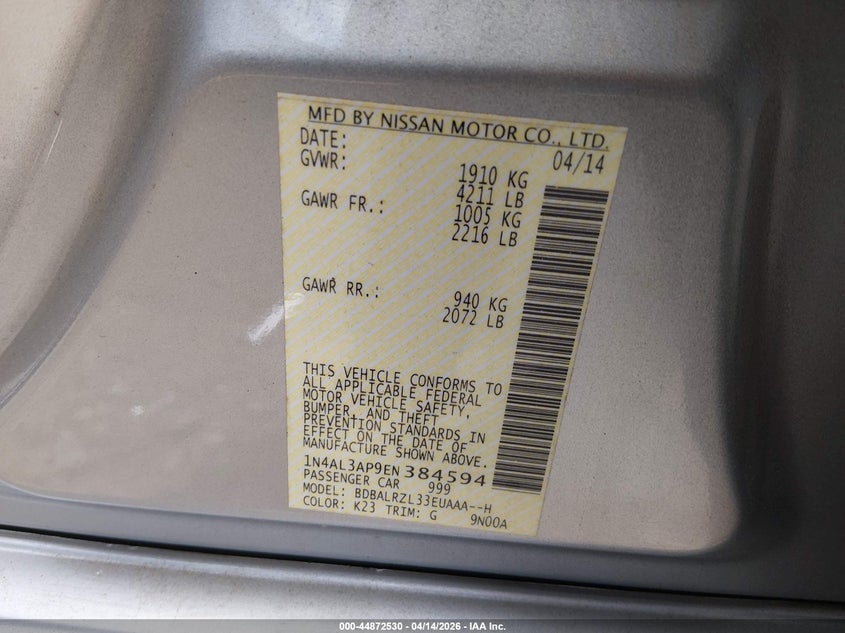 MFD BY NISSAN MOTOR CO., LTD.
DATE: 04/14
GVWR: 1910 KG
4211 LB
GAWR FR.: 1005 KG
2216 LB
GAWR RR.: 940 KG
2072 LB
THIS VEHICLE CONFORMS TO
ALL APPLICABLE FEDERAL
MOTOR VEHICLE SAFETY,
BUMPER, AND THEFT
PREVENTION STANDARDS IN
EFFECT ON THE DATE OF
MANUFACTURE SHOWN ABOVE.
1N4AL3AP9EN384594
PASSENGER CAR 999
MODEL: BDBALRZL33EUAAA--H
COLOR: K23 TRIM: G 9N00A
000-44872530 - 04/14/2026 - IAA Inc.